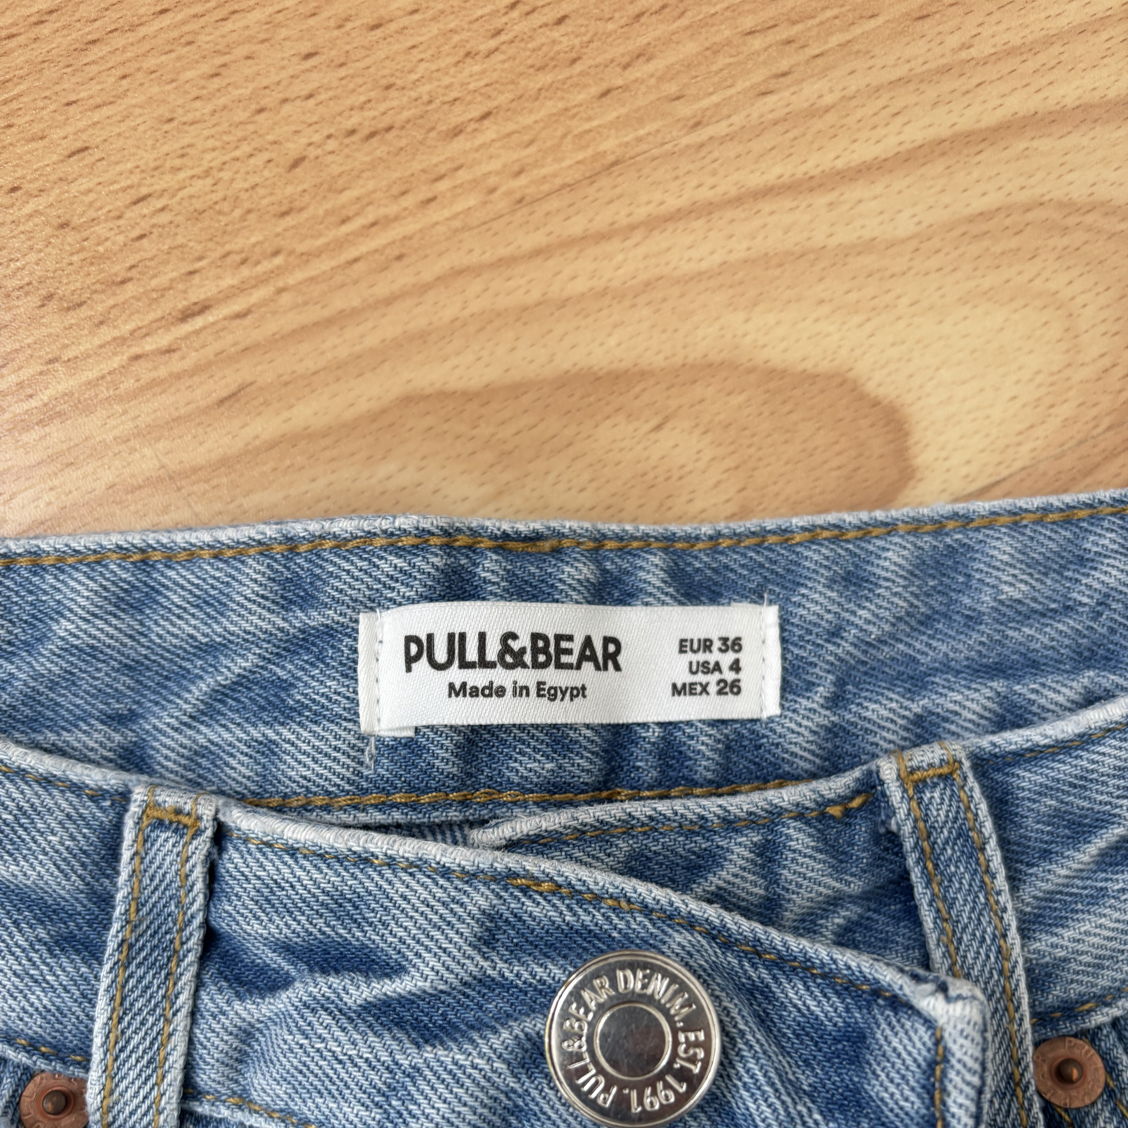 PULL&BEAR
Made in Egypt
EUR 36
USA 4
MEX 26
PULL&BEAR DENIM. EST. 1991.